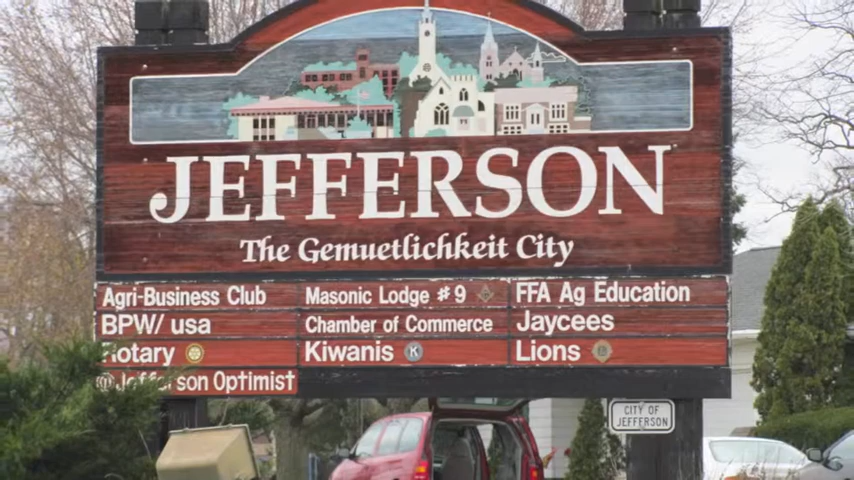 JEFFERSON
The Gemuetlichkeit City
Agri-Business Club
Masonic Lodge #9
FFA Ag Education
BPW/usa
Chamber of Commerce
Jaycees
Rotary
Kiwanis K
Lions
Jefferson Optimist
CITY OF
JEFFERSON